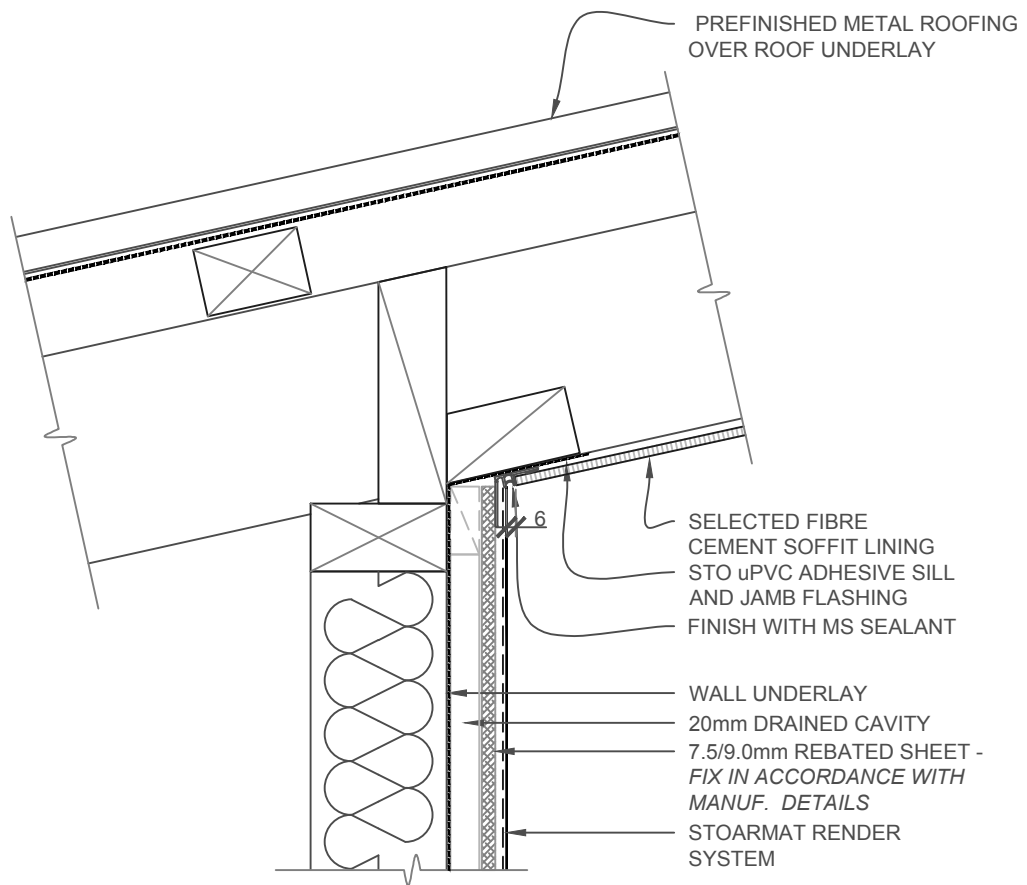 PREFINISHED METAL ROOFING
OVER ROOF UNDERLAY
6
SELECTED FIBRE
CEMENT SOFFIT LINING
STO uPVC ADHESIVE SILL
AND JAMB FLASHING
FINISH WITH MS SEALANT
WALL UNDERLAY
20mm DRAINED CAVITY
7.5/9.0mm REBATED SHEET -
FIX IN ACCORDANCE WITH
MANUF. DETAILS
STOARMAT RENDER
SYSTEM